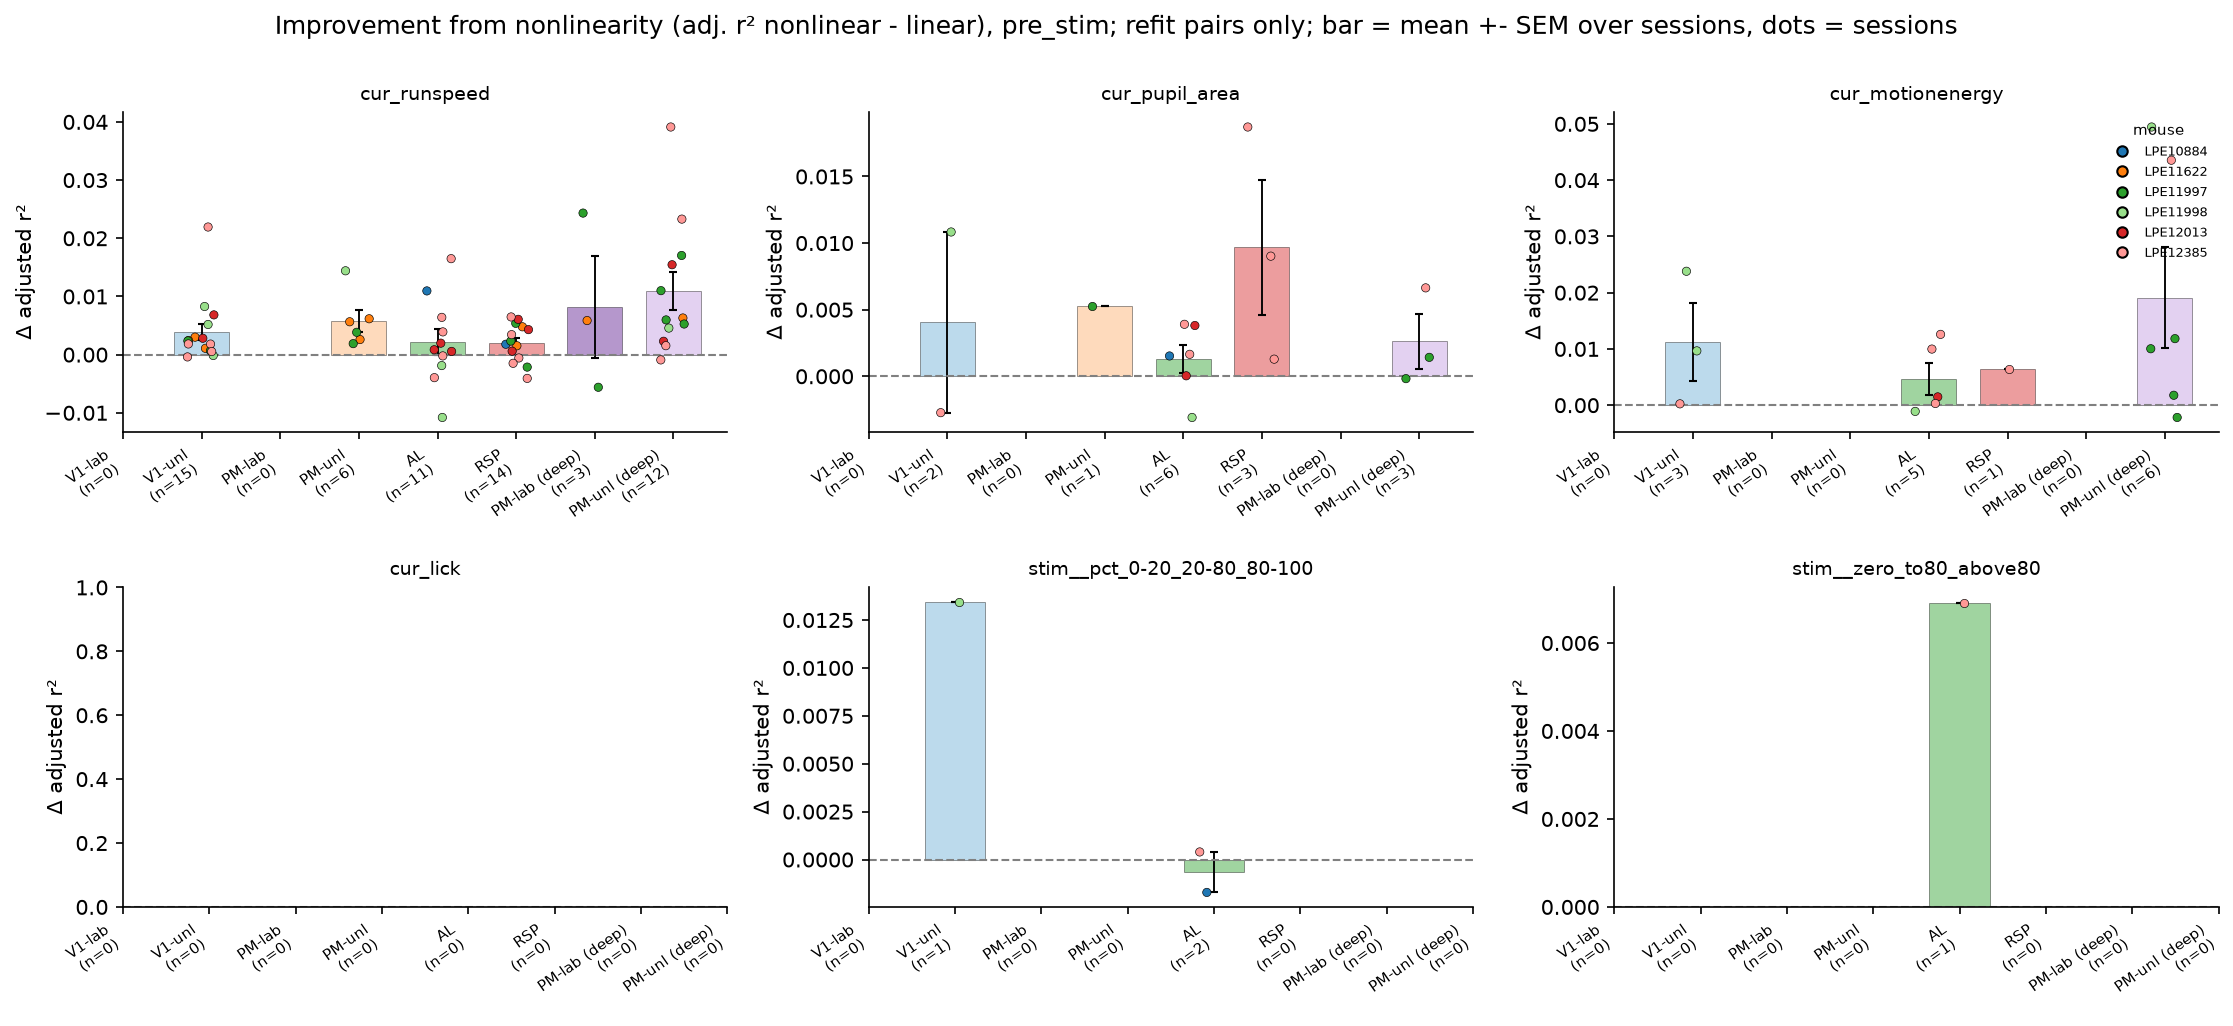 Improvement from nonlinearity (adj. r² nonlinear - linear), pre_stim; refit pairs only; bar = mean +- SEM over sessions, dots = sessions
cur_runspeed
Δ adjusted r²
0.04
0.03
0.02
0.01
0.00
−0.01
V1-lab
(n=0)
V1-unl
(n=15)
PM-lab
(n=0)
PM-unl
(n=6)
AL
(n=11)
RSP
(n=14)
PM-lab (deep)
(n=3)
PM-unl (deep)
(n=12)
cur_pupil_area
Δ adjusted r²
0.015
0.010
0.005
0.000
V1-lab
(n=0)
V1-unl
(n=2)
PM-lab
(n=0)
PM-unl
(n=1)
AL
(n=6)
RSP
(n=3)
PM-lab (deep)
(n=0)
PM-unl (deep)
(n=3)
cur_motionenergy
Δ adjusted r²
0.05
0.04
0.03
0.02
0.01
0.00
mouse
LPE10884
LPE11622
LPE11997
LPE11998
LPE12013
LPE12385
V1-lab
(n=0)
V1-unl
(n=3)
PM-lab
(n=0)
PM-unl
(n=0)
AL
(n=5)
RSP
(n=1)
PM-lab (deep)
(n=0)
PM-unl (deep)
(n=6)
cur_lick
Δ adjusted r²
1.0
0.8
0.6
0.4
0.2
0.0
V1-lab
(n=0)
V1-unl
(n=0)
PM-lab
(n=0)
PM-unl
(n=0)
AL
(n=0)
RSP
(n=0)
PM-lab (deep)
(n=0)
PM-unl (deep)
(n=0)
stim__pct_0-20_20-80_80-100
Δ adjusted r²
0.0125
0.0100
0.0075
0.0050
0.0025
0.0000
V1-lab
(n=0)
V1-unl
(n=1)
PM-lab
(n=0)
PM-unl
(n=0)
AL
(n=2)
RSP
(n=0)
PM-lab (deep)
(n=0)
PM-unl (deep)
(n=0)
stim__zero_to80_above80
Δ adjusted r²
0.006
0.004
0.002
0.000
V1-lab
(n=0)
V1-unl
(n=0)
PM-lab
(n=0)
PM-unl
(n=0)
AL
(n=1)
RSP
(n=0)
PM-lab (deep)
(n=0)
PM-unl (deep)
(n=0)